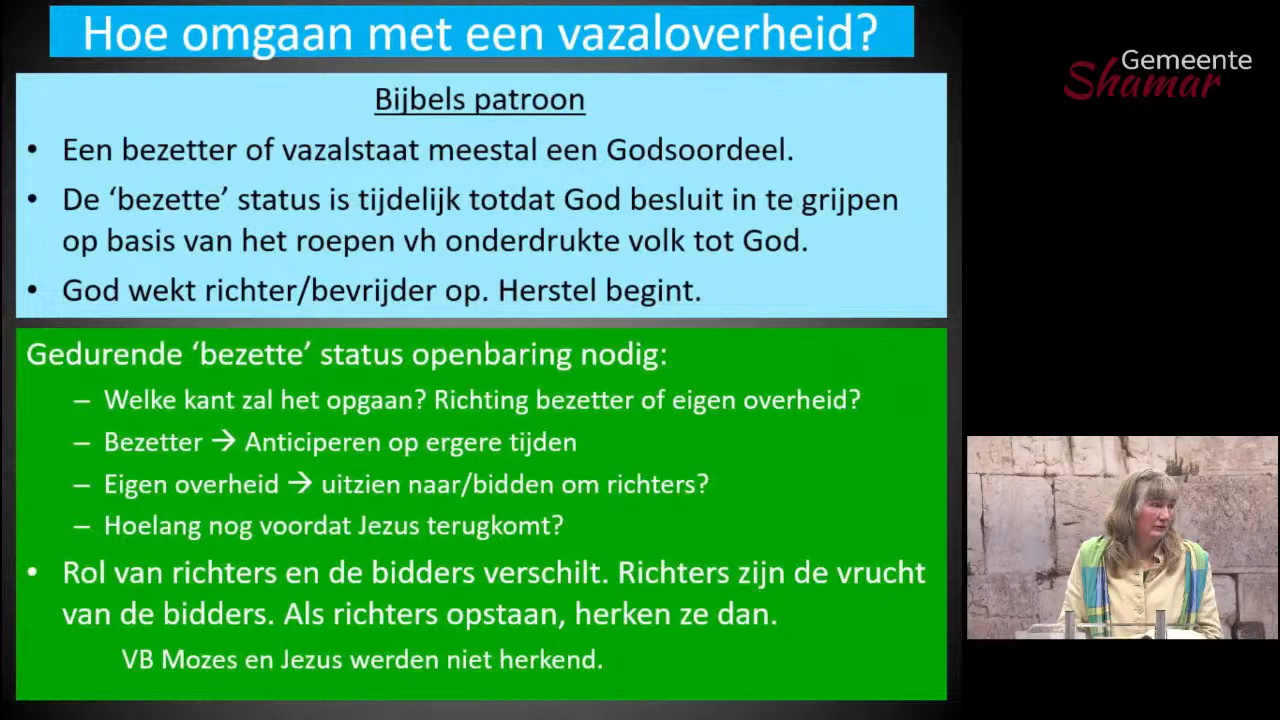 Hoe omgaan met een vazaloverheid?
Gemeente
Shamar
Bijbels patroon
• Een bezetter of vazalstaat meestal een Godsoordeel.
• De ‘bezette’ status is tijdelijk totdat God besluit in te grijpen
op basis van het roepen vh onderdrukte volk tot God.
• God wekt richter/bevrijder op. Herstel begint.
Gedurende ‘bezette’ status openbaring nodig:
– Welke kant zal het opgaan? Richting bezetter of eigen overheid?
– Bezetter → Anticiperen op ergere tijden
– Eigen overheid → uitzien naar/bidden om richters?
– Hoelang nog voordat Jezus terugkomt?
• Rol van richters en de bidders verschilt. Richters zijn de vrucht
van de bidders. Als richters opstaan, herken ze dan.
VB Mozes en Jezus werden niet herkend.